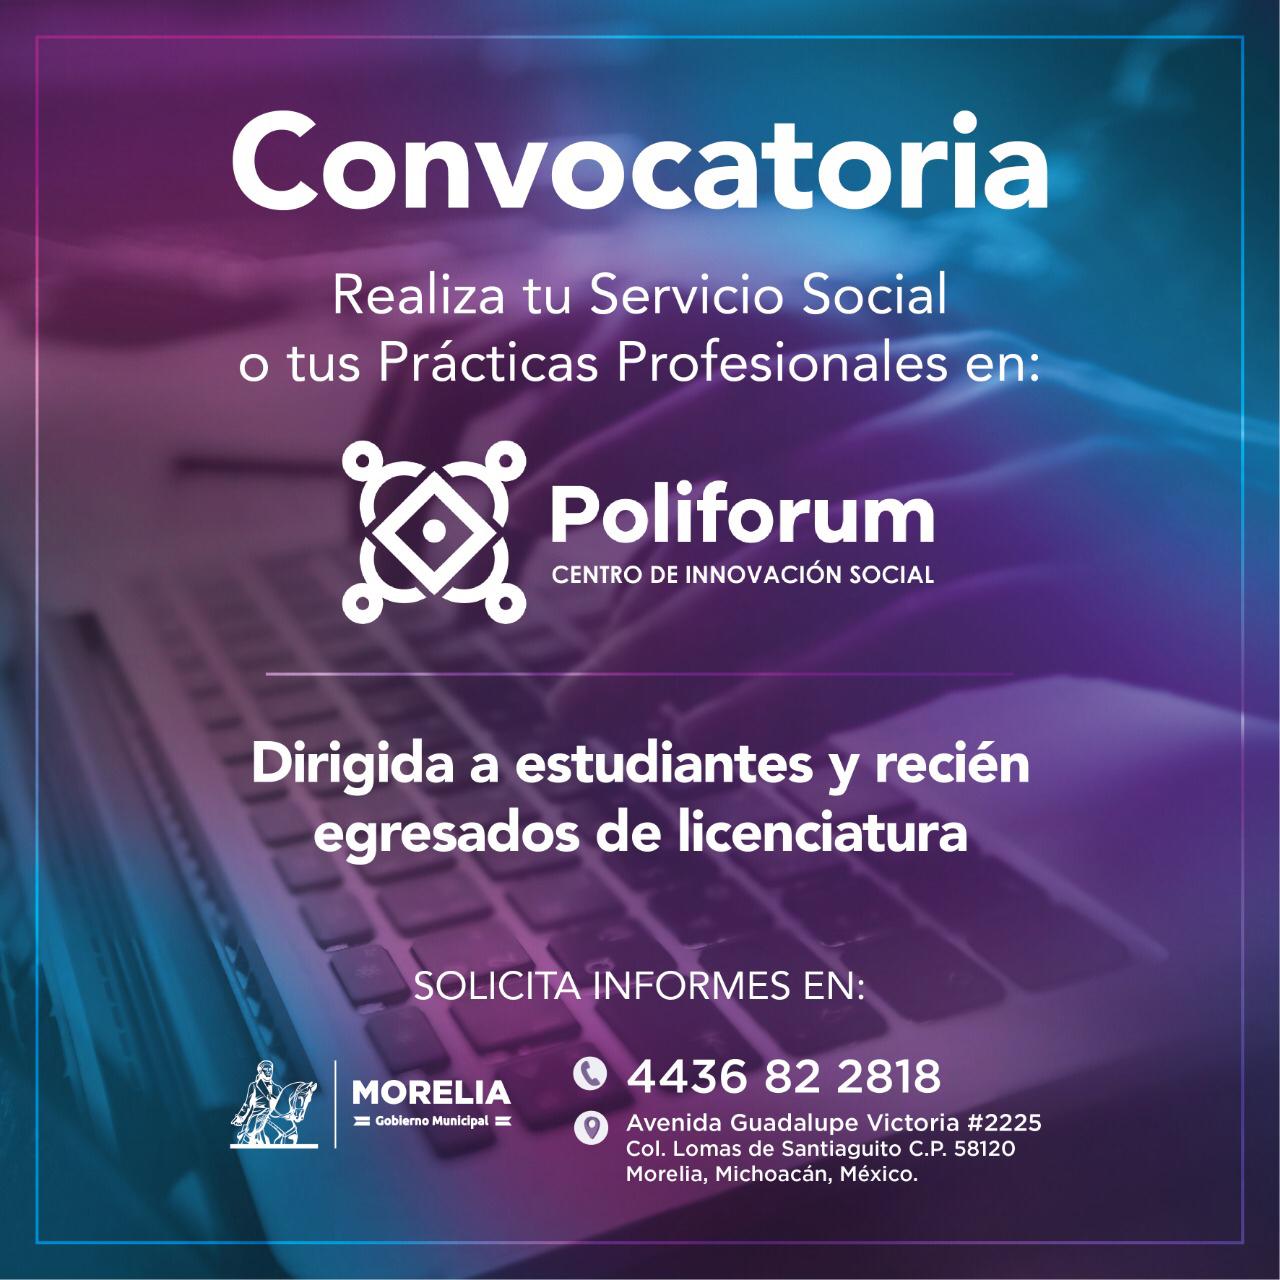 Convocatoria
Realiza tu Servicio Social
o tus Prácticas Profesionales en:
Poliforum
CENTRO DE INNOVACIÓN SOCIAL
Dirigida a estudiantes y recién
egresados de licenciatura
SOLICITA INFORMES EN:
MORELIA
Gobierno Municipal
4436 82 2818
Avenida Guadalupe Victoria #2225
Col. Lomas de Santiaguito C.P. 58120
Morelia, Michoacán, México.